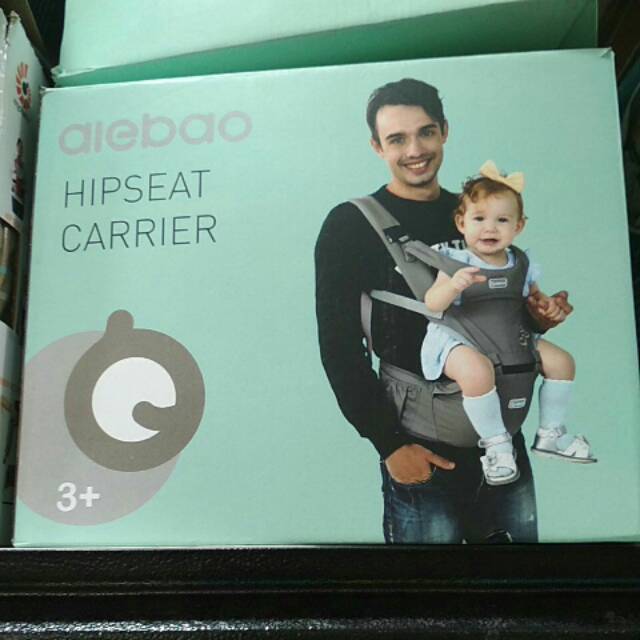 aiebao
HIPSEAT
CARRIER
3+